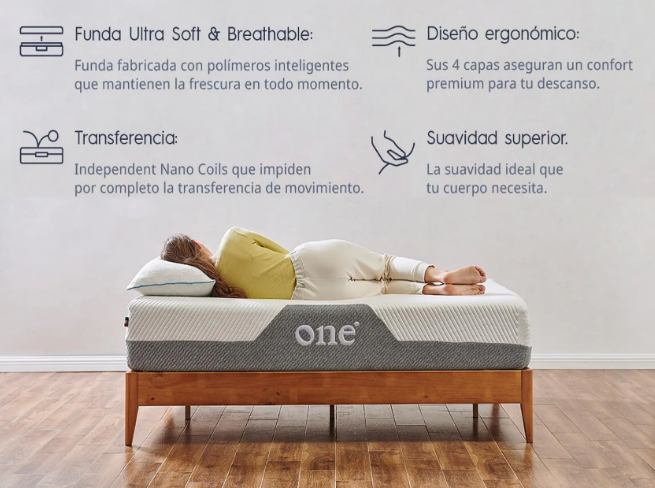 Funda Ultra Soft & Breathable:
Funda fabricada con polímeros inteligentes
que mantienen la frescura en todo momento.
Diseño ergonómico:
Sus 4 capas aseguran un confort
premium para tu descanso.
Transferencia:
Independent Nano Coils que impiden
por completo la transferencia de movimiento.
Suavidad superior.
La suavidad ideal que
tu cuerpo necesita.
one